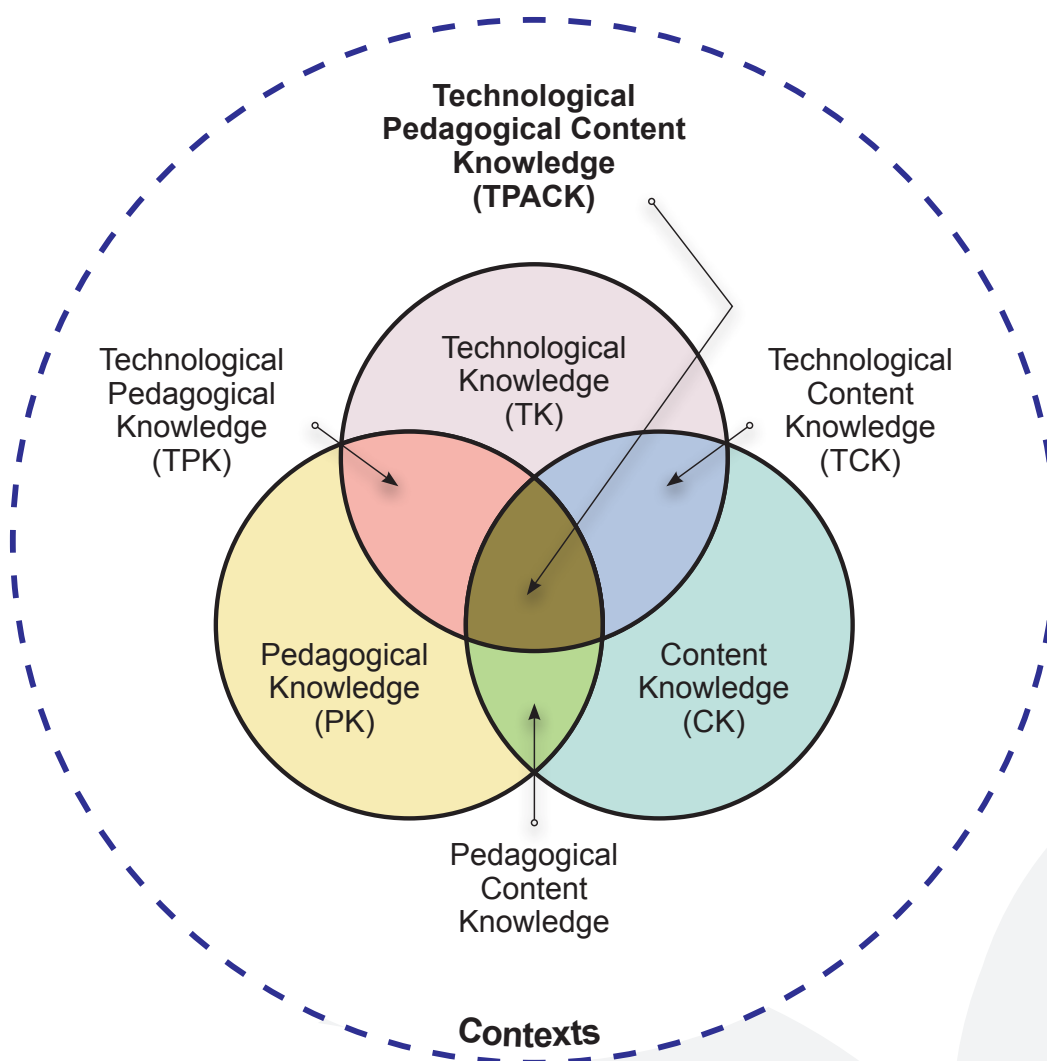 Technological
Pedagogical Content
Knowledge
(TPACK)
Technological
Pedagogical
Knowledge
(TPK)
Technological
Knowledge
(TK)
Technological
Content
Knowledge
(TCK)
Pedagogical
Knowledge
(PK)
Content
Knowledge
(CK)
Pedagogical
Content
Knowledge
Contexts